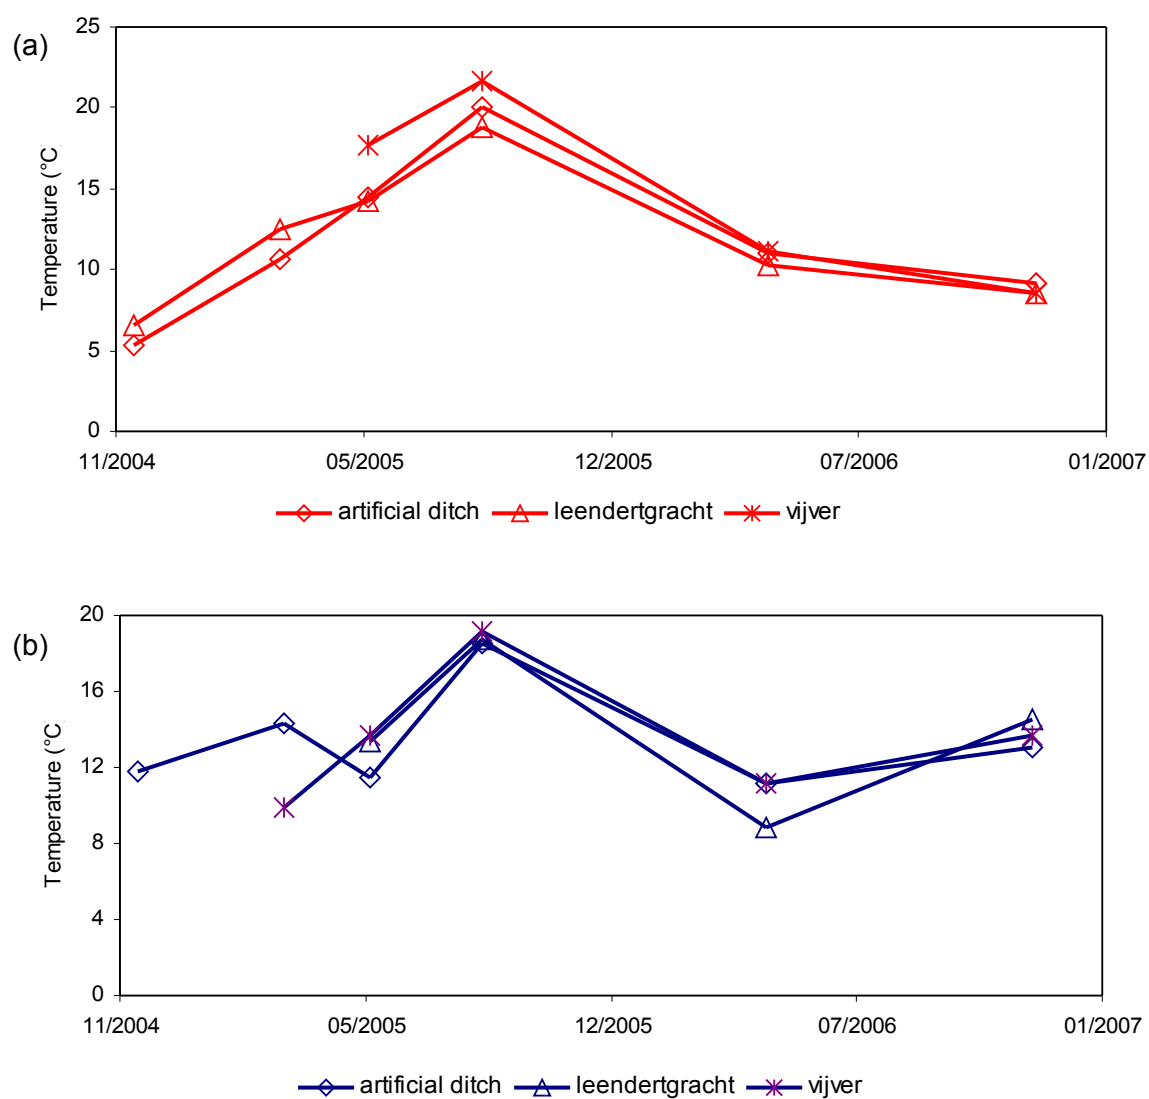 (a)
25
20
15
10
5
0
Temperature (°C
11/2004 05/2005 12/2005 07/2006 01/2007
artificial ditch leendertgracht vijver
(b)
20
16
12
8
4
0
Temperature (°C
11/2004 05/2005 12/2005 07/2006 01/2007
artificial ditch leendertgracht vijver